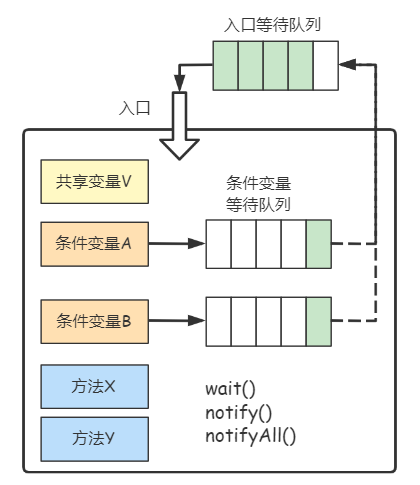 入口等待队列
入口
共享变量V
条件变量
等待队列
条件变量A
条件变量B
方法X
方法Y
wait()
notify()
notifyAll()